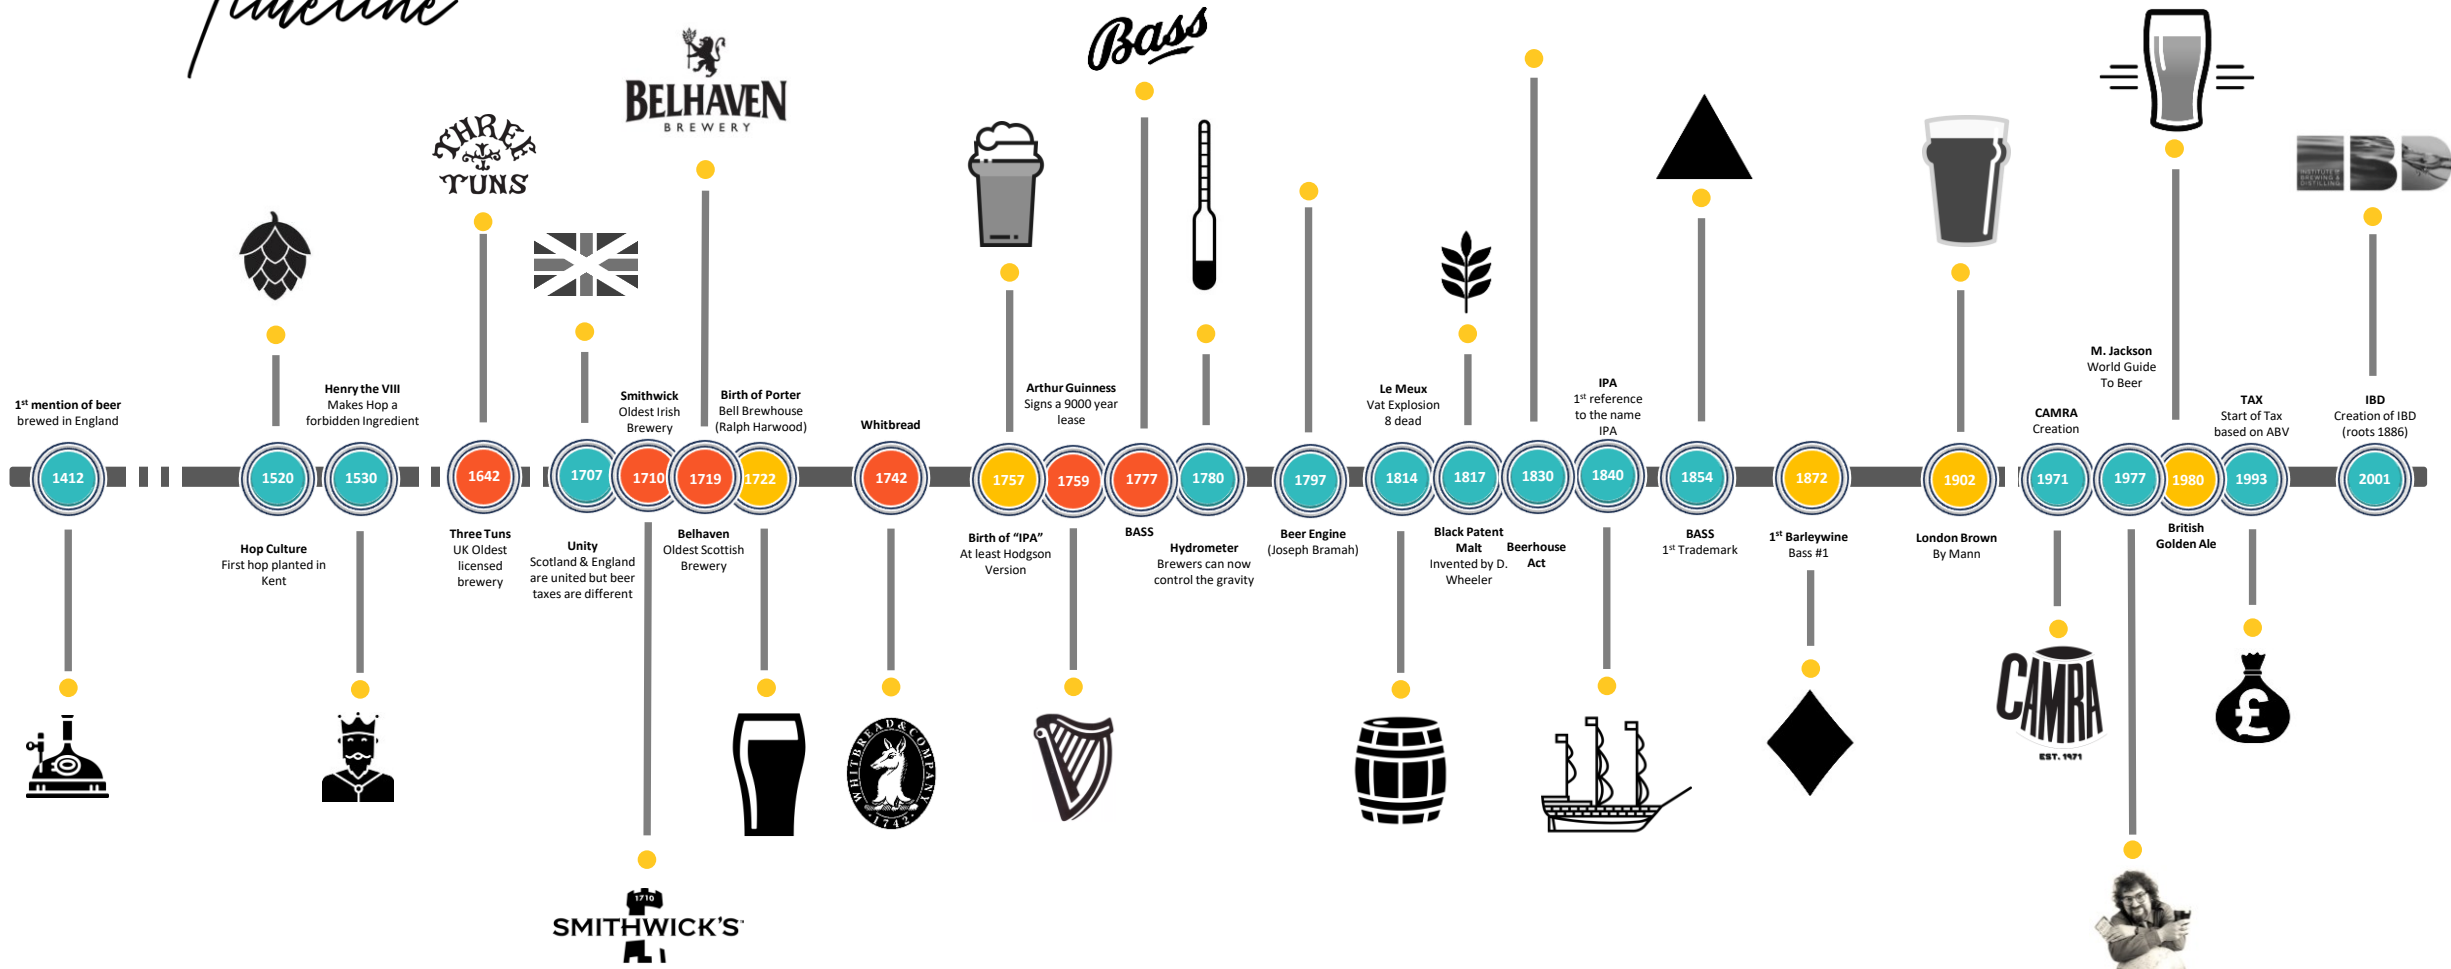 Timeline
Bass
BELHAVEN
BREWERY
THREE
TUNS
INSTITUTE OF
BREWING &
DISTILLING
IBD
1st mention of beer
brewed in England
1412
Hop Culture
First hop planted in
Kent
1520
Henry the VIII
Makes Hop a
forbidden Ingredient
1530
1642
Three Tuns
UK Oldest
licensed
brewery
1707
Unity
Scotland & England
are united but beer
taxes are different
Smithwick
Oldest Irish
Brewery
1710
1719
Belhaven
Oldest Scottish
Brewery
Birth of Porter
Bell Brewhouse
(Ralph Harwood)
1722
Whitbread
1742
1757
Birth of “IPA”
At least Hodgson
Version
Arthur Guinness
Signs a 9000 year
lease
1759
1777
BASS
1780
Hydrometer
Brewers can now
control the gravity
1797
Beer Engine
(Joseph Bramah)
Le Meux
Vat Explosion
8 dead
1814
1817
Black Patent
Malt
Invented by D.
Wheeler
1830
Beerhouse
Act
IPA
1st reference
to the name
IPA
1840
1854
BASS
1st Trademark
1872
1st Barleywine
Bass #1
1902
London Brown
By Mann
CAMRA
Creation
1971
M. Jackson
World Guide
To Beer
1977
1980
British
Golden Ale
TAX
Start of Tax
based on ABV
1993
IBD
Creation of IBD
(roots 1886)
2001
WHITBREAD & COMPANY
·1742·
CAMRA
EST. 1971
£
1710
SMITHWICK'S™